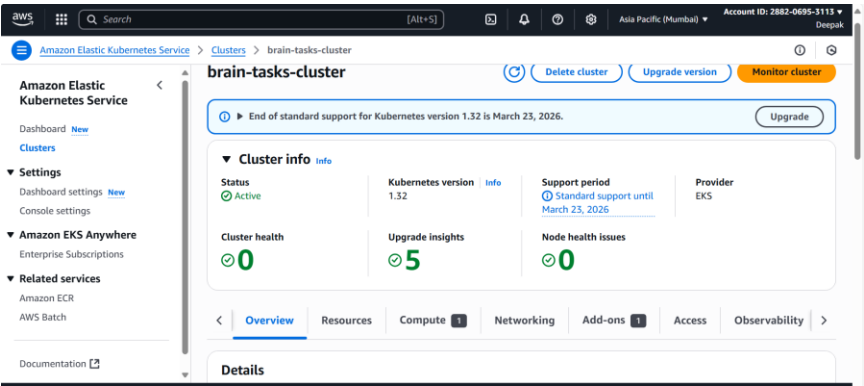 aws
Search [Alt+S] Asia Pacific (Mumbai) ▼ Account ID: 2882-0695-3113 ▼
Deepak
Amazon Elastic Kubernetes Service > Clusters > brain-tasks-cluster
Amazon Elastic Kubernetes Service
Dashboard New
Clusters
Settings
Dashboard settings New
Console settings
Amazon EKS Anywhere
Enterprise Subscriptions
Related services
Amazon ECR
AWS Batch
Documentation
brain-tasks-cluster
Delete cluster Upgrade version Monitor cluster
End of standard support for Kubernetes version 1.32 is March 23, 2026. Upgrade
Cluster info Info
Status Kubernetes version Info Support period Provider
Active 1.32 Standard support until March 23, 2026 EKS
Cluster health Upgrade insights Node health issues
0 5 0
Overview Resources Compute 1 Networking Add-ons 1 Access Observability
Details